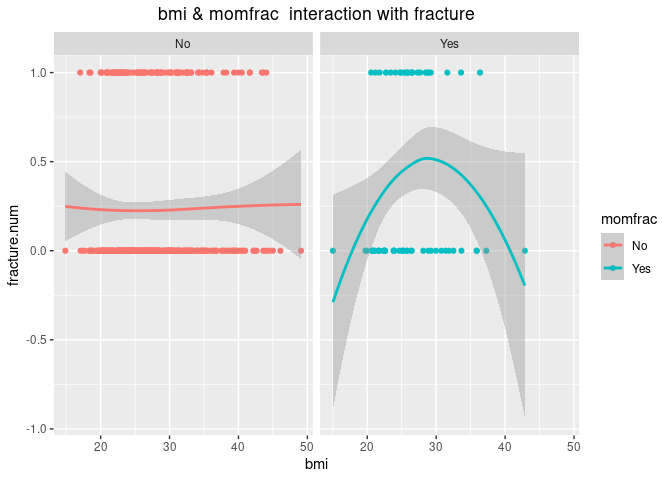 bmi & momfrac  interaction with fracture
No
Yes
1.0
0.5
0.0
-0.5
-1.0
fracture.num
20
30
40
50
20
30
40
50
bmi
momfrac
No
Yes